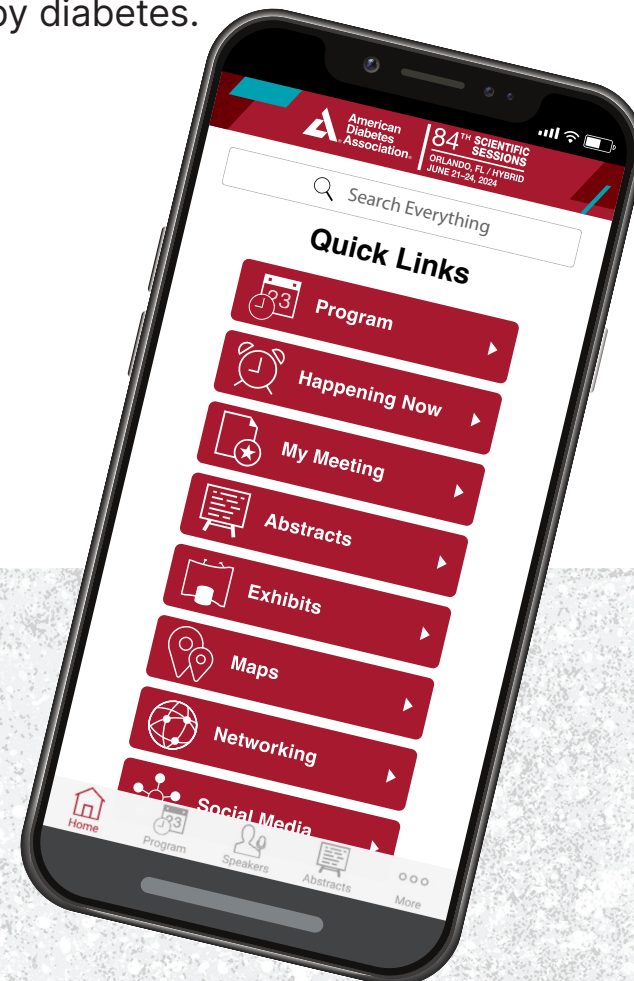 by diabetes.
American
Diabetes
Association®
84TH SCIENTIFIC
SESSIONS
ORLANDO, FL / HYBRID
JUNE 21–24, 2024
Search Everything
Quick Links
23
Program
Happening Now
My Meeting
Abstracts
Exhibits
Maps
Networking
Social Media
Home
23
Program
Speakers
Abstracts
More